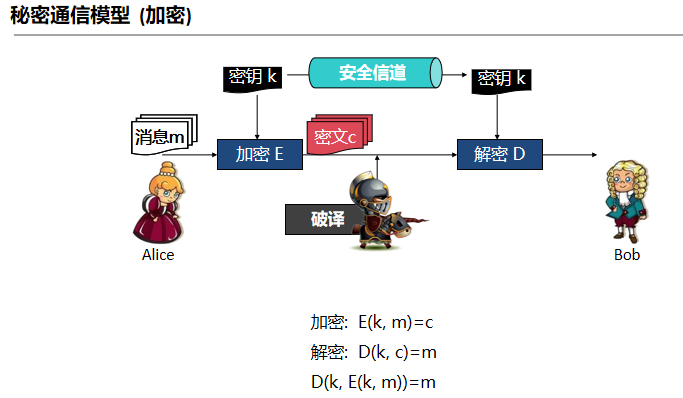 秘密通信模型 (加密)
密钥 k
安全信道
密钥 k
消息m
加密 E
密文c
解密 D
破译
Alice
Bob
加密: E(k, m)=c
解密: D(k, c)=m
D(k, E(k, m))=m